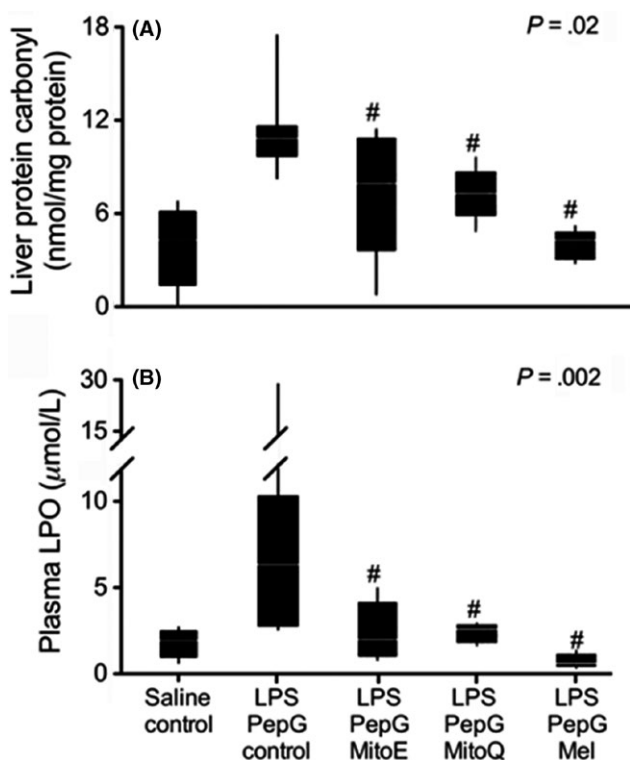 (A)
P = .02
Liver protein carbonyl
(nmol/mg protein)
18
12
6
0
#
#
#
(B)
P = .002
Plasma LPO (μmol/L)
30
15
10
5
0
#
#
#
Saline
control
LPS
PepG
control
LPS
PepG
MitoE
LPS
PepG
MitoQ
LPS
PepG
Mel